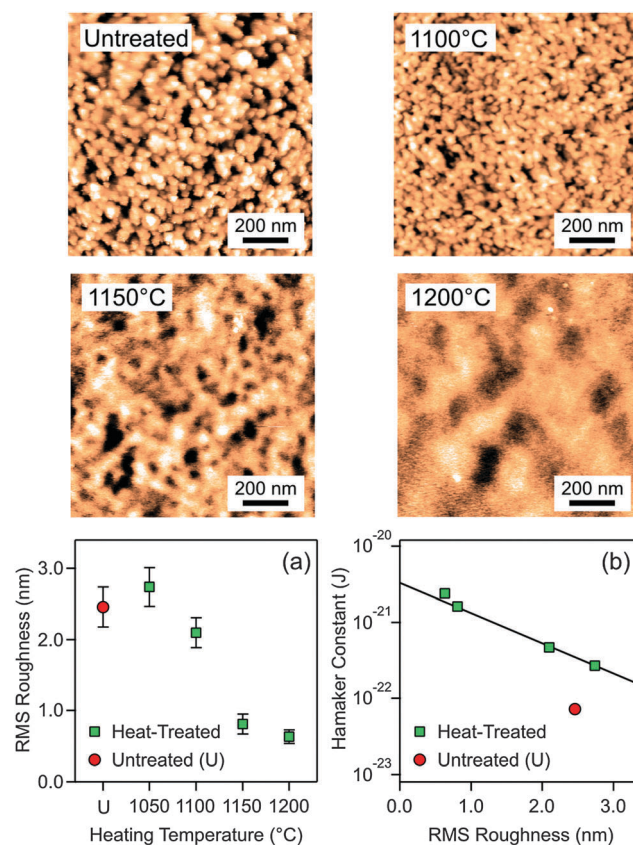 Untreated
1100°C
200 nm
200 nm
1150°C
1200°C
200 nm
200 nm
(a)
RMS Roughness (nm)
3.0
2.0
1.0
0.0
Heat-Treated
Untreated (U)
U 1050 1100 1150 1200
Heating Temperature (°C)
(b)
Hamaker Constant (J)
10⁻²⁰
10⁻²¹
10⁻²²
10⁻²³
Heat-Treated
Untreated (U)
0.0 1.0 2.0 3.0
RMS Roughness (nm)